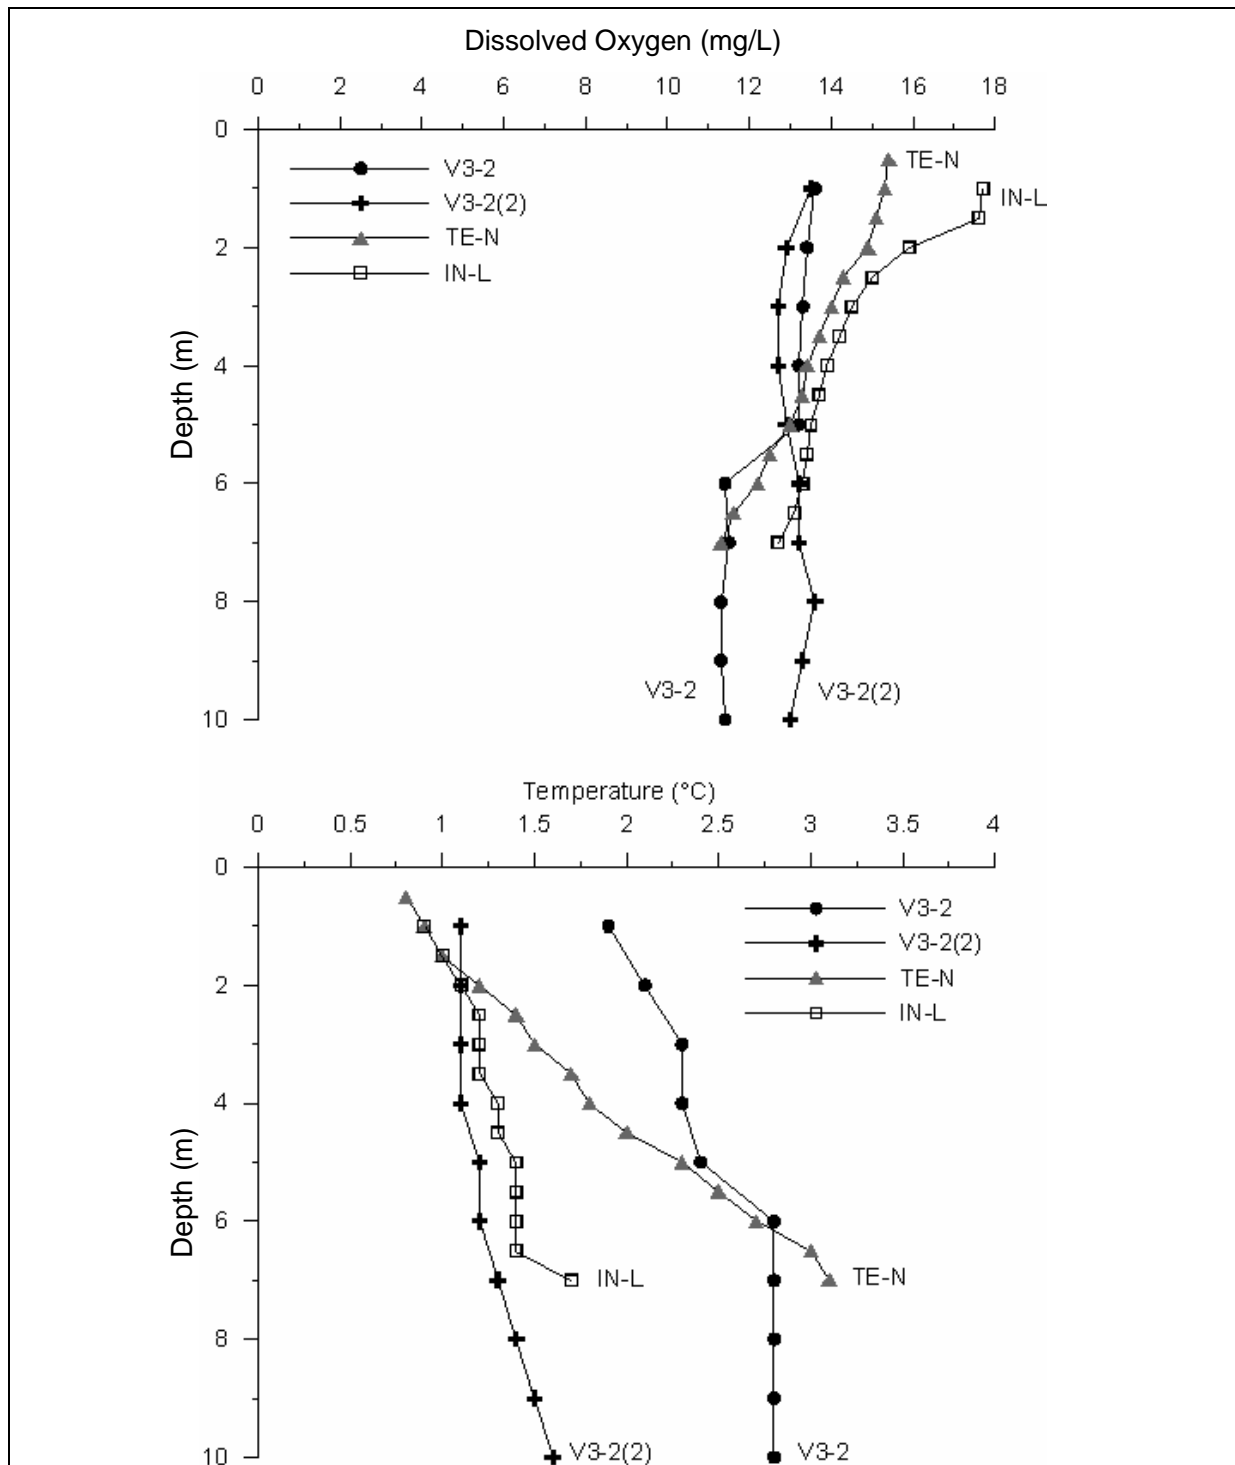 Dissolved Oxygen (mg/L)
0 2 4 6 8 10 12 14 16 18
0
2
4
6
8
10
Depth (m)
V3-2
V3-2(2)
TE-N
IN-L
TE-N
IN-L
V3-2
V3-2(2)
Temperature (°C)
0 0.5 1 1.5 2 2.5 3 3.5 4
0
2
4
6
8
10
Depth (m)
V3-2
V3-2(2)
TE-N
IN-L
IN-L
TE-N
V3-2(2)
V3-2